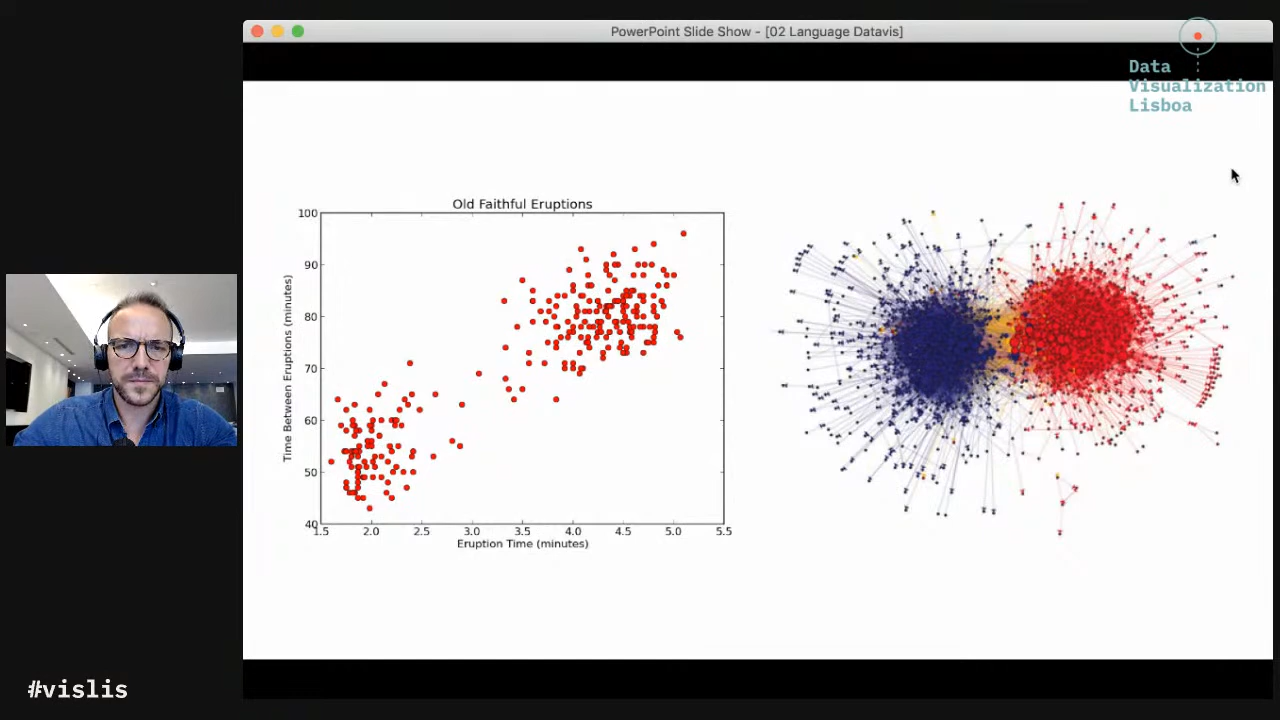 PowerPoint Slide Show - [02 Language Datavis]
Data
Visualization
Lisboa
Old Faithful Eruptions
100
90
80
70
60
50
40
Time Between Eruptions (minutes)
1.5 2.0 2.5 3.0 3.5 4.0 4.5 5.0 5.5
Eruption Time (minutes)
#vislis